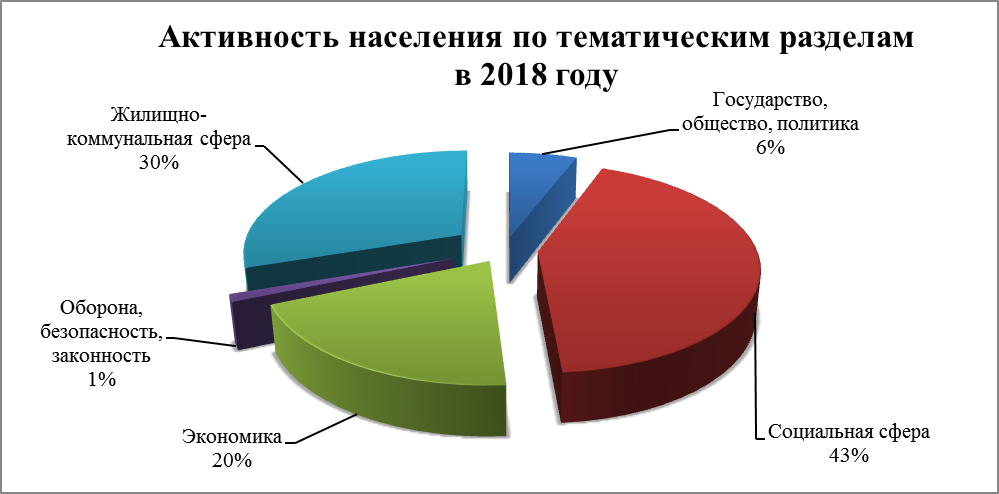 Активность населения по тематическим разделам
в 2018 году
Жилищно-
коммунальная сфера
30%
Государство,
общество, политика
6%
Оборона,
безопасность,
законность
1%
Экономика
20%
Социальная сфера
43%